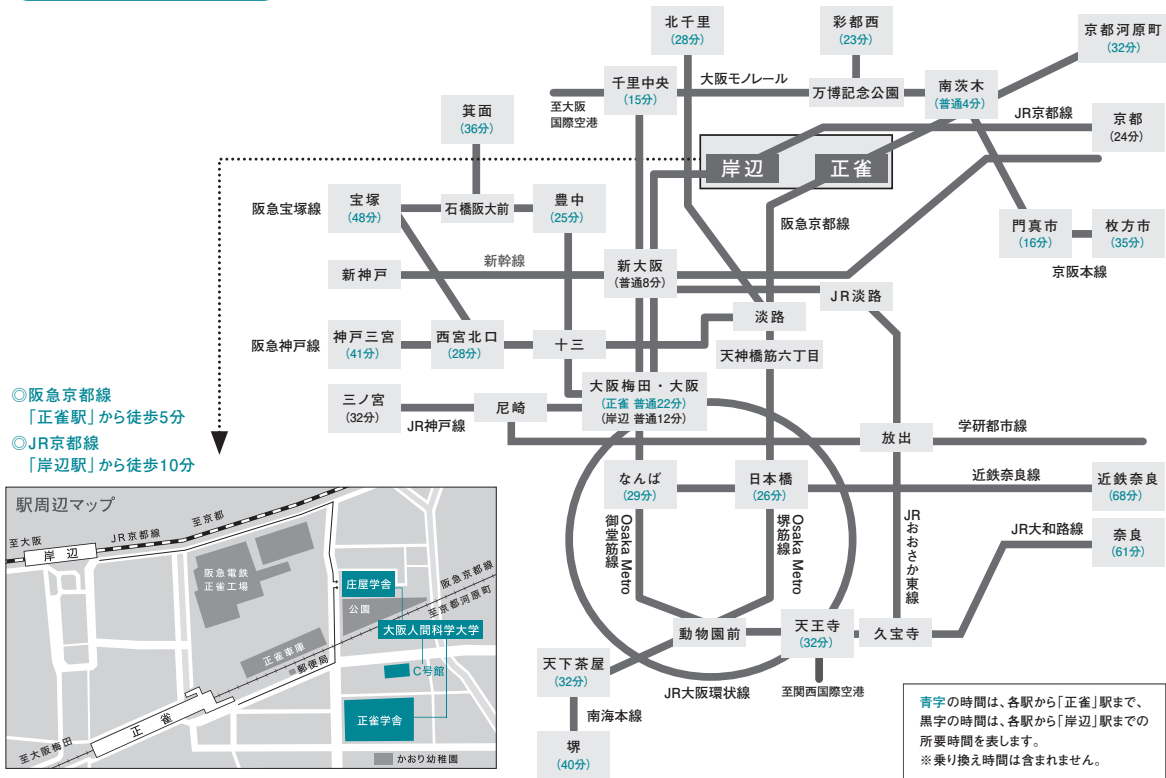 北千里
(28分)
彩都西
(23分)
京都河原町
(32分)
千里中央
(15分)
大阪モノレール
万博記念公園
南茨木
(普通4分)
至大阪
国際空港
JR京都線
京都
(24分)
箕面
(36分)
岸辺
正雀
阪急宝塚線
宝塚
(48分)
石橋阪大前
豊中
(25分)
阪急京都線
門真市
(16分)
枚方市
(35分)
京阪本線
新神戸
新幹線
新大阪
(普通8分)
JR淡路
淡路
阪急神戸線
神戸三宮
(41分)
西宮北口
(28分)
十三
天神橋筋六丁目
大阪梅田・大阪
(正雀 普通22分)
(岸辺 普通12分)
三ノ宮
(32分)
JR神戸線
尼崎
放出
学研都市線
◎阪急京都線
「正雀駅」から徒歩5分
◎JR京都線
「岸辺駅」から徒歩10分
なんば
(29分)
日本橋
(26分)
近鉄奈良線
近鉄奈良
(68分)
Osaka Metro
御堂筋線
Osaka Metro
堺筋線
JRおおさか東線
JR大和路線
奈良
(61分)
動物園前
天王寺
(32分)
久宝寺
天下茶屋
(32分)
JR大阪環状線
至関西国際空港
南海本線
堺
(40分)
駅周辺マップ
至大阪
岸辺
JR京都線
至京都
阪急電鉄
正雀工場
庄屋学舎
公園
阪急京都線
至京都河原町
大阪人間科学大学
正雀車庫
郵便局
C号館
正雀
正雀学舎
至大阪梅田
かおり幼稚園
青字の時間は、各駅から「正雀」駅まで、
黒字の時間は、各駅から「岸辺」駅までの
所要時間を表します。
※乗り換え時間は含まれません。